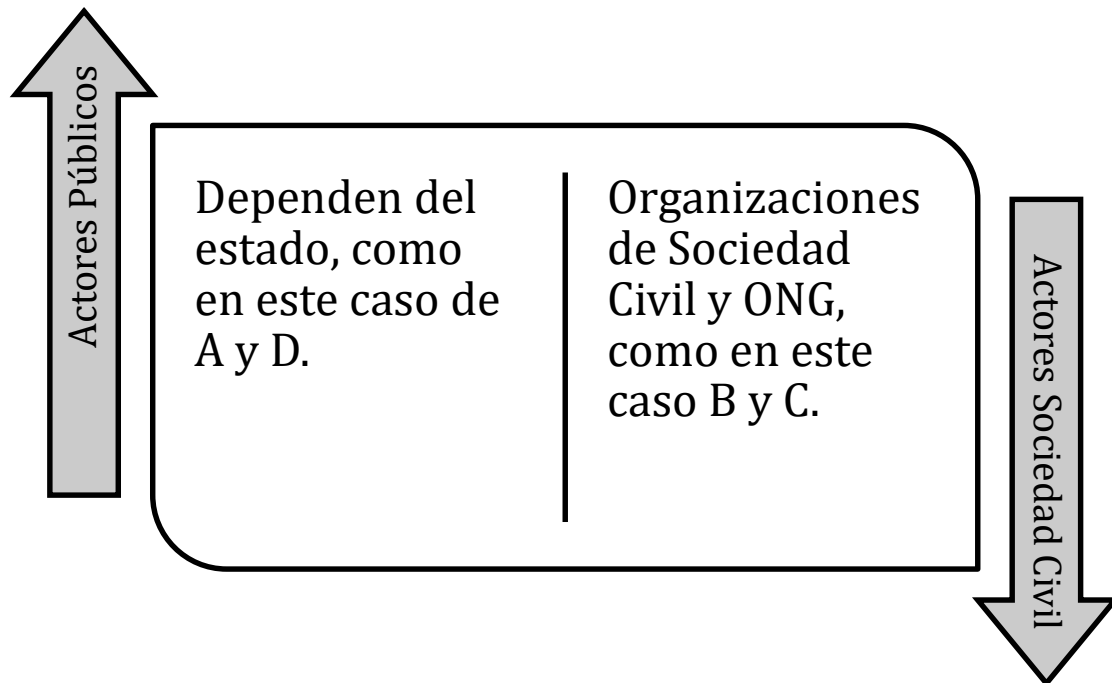 Actores Públicos
Dependen del
estado, como
en este caso de
A y D.
Organizaciones
de Sociedad
Civil y ONG,
como en este
caso B y C.
Actores Sociedad Civil